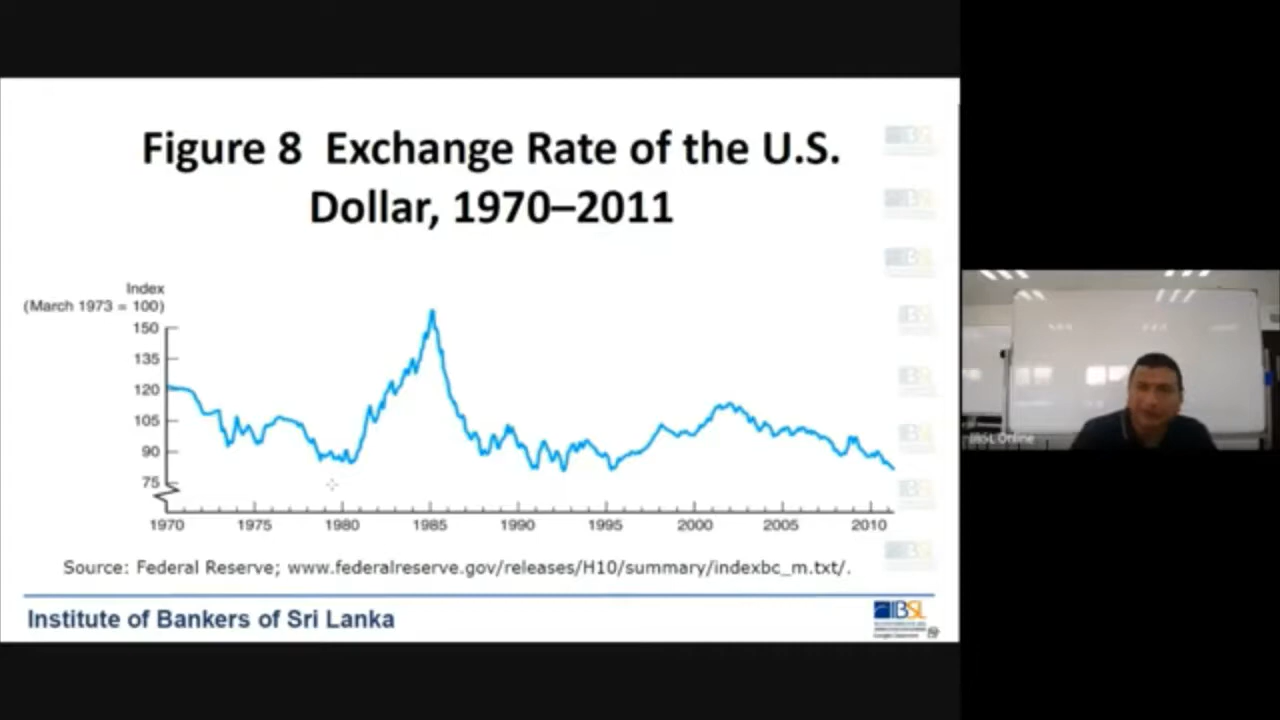 Figure 8 Exchange Rate of the U.S.
Dollar, 1970–2011
Index
(March 1973 = 100)
150
135
120
105
90
75
1970 1975 1980 1985 1990 1995 2000 2005 2010
Source: Federal Reserve; www.federalreserve.gov/releases/H10/summary/indexbc_m.txt/.
Institute of Bankers of Sri Lanka
IBSL
Online